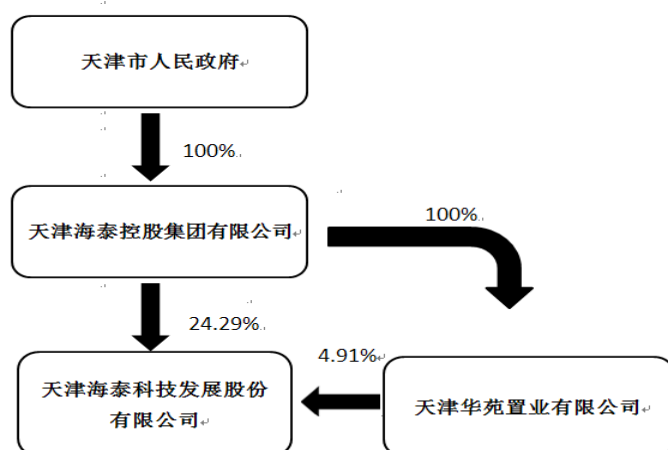 天津市人民政府
100%
天津海泰控股集团有限公司
100%
24.29%
4.91%
天津海泰科技发展股份
有限公司
天津华苑置业有限公司